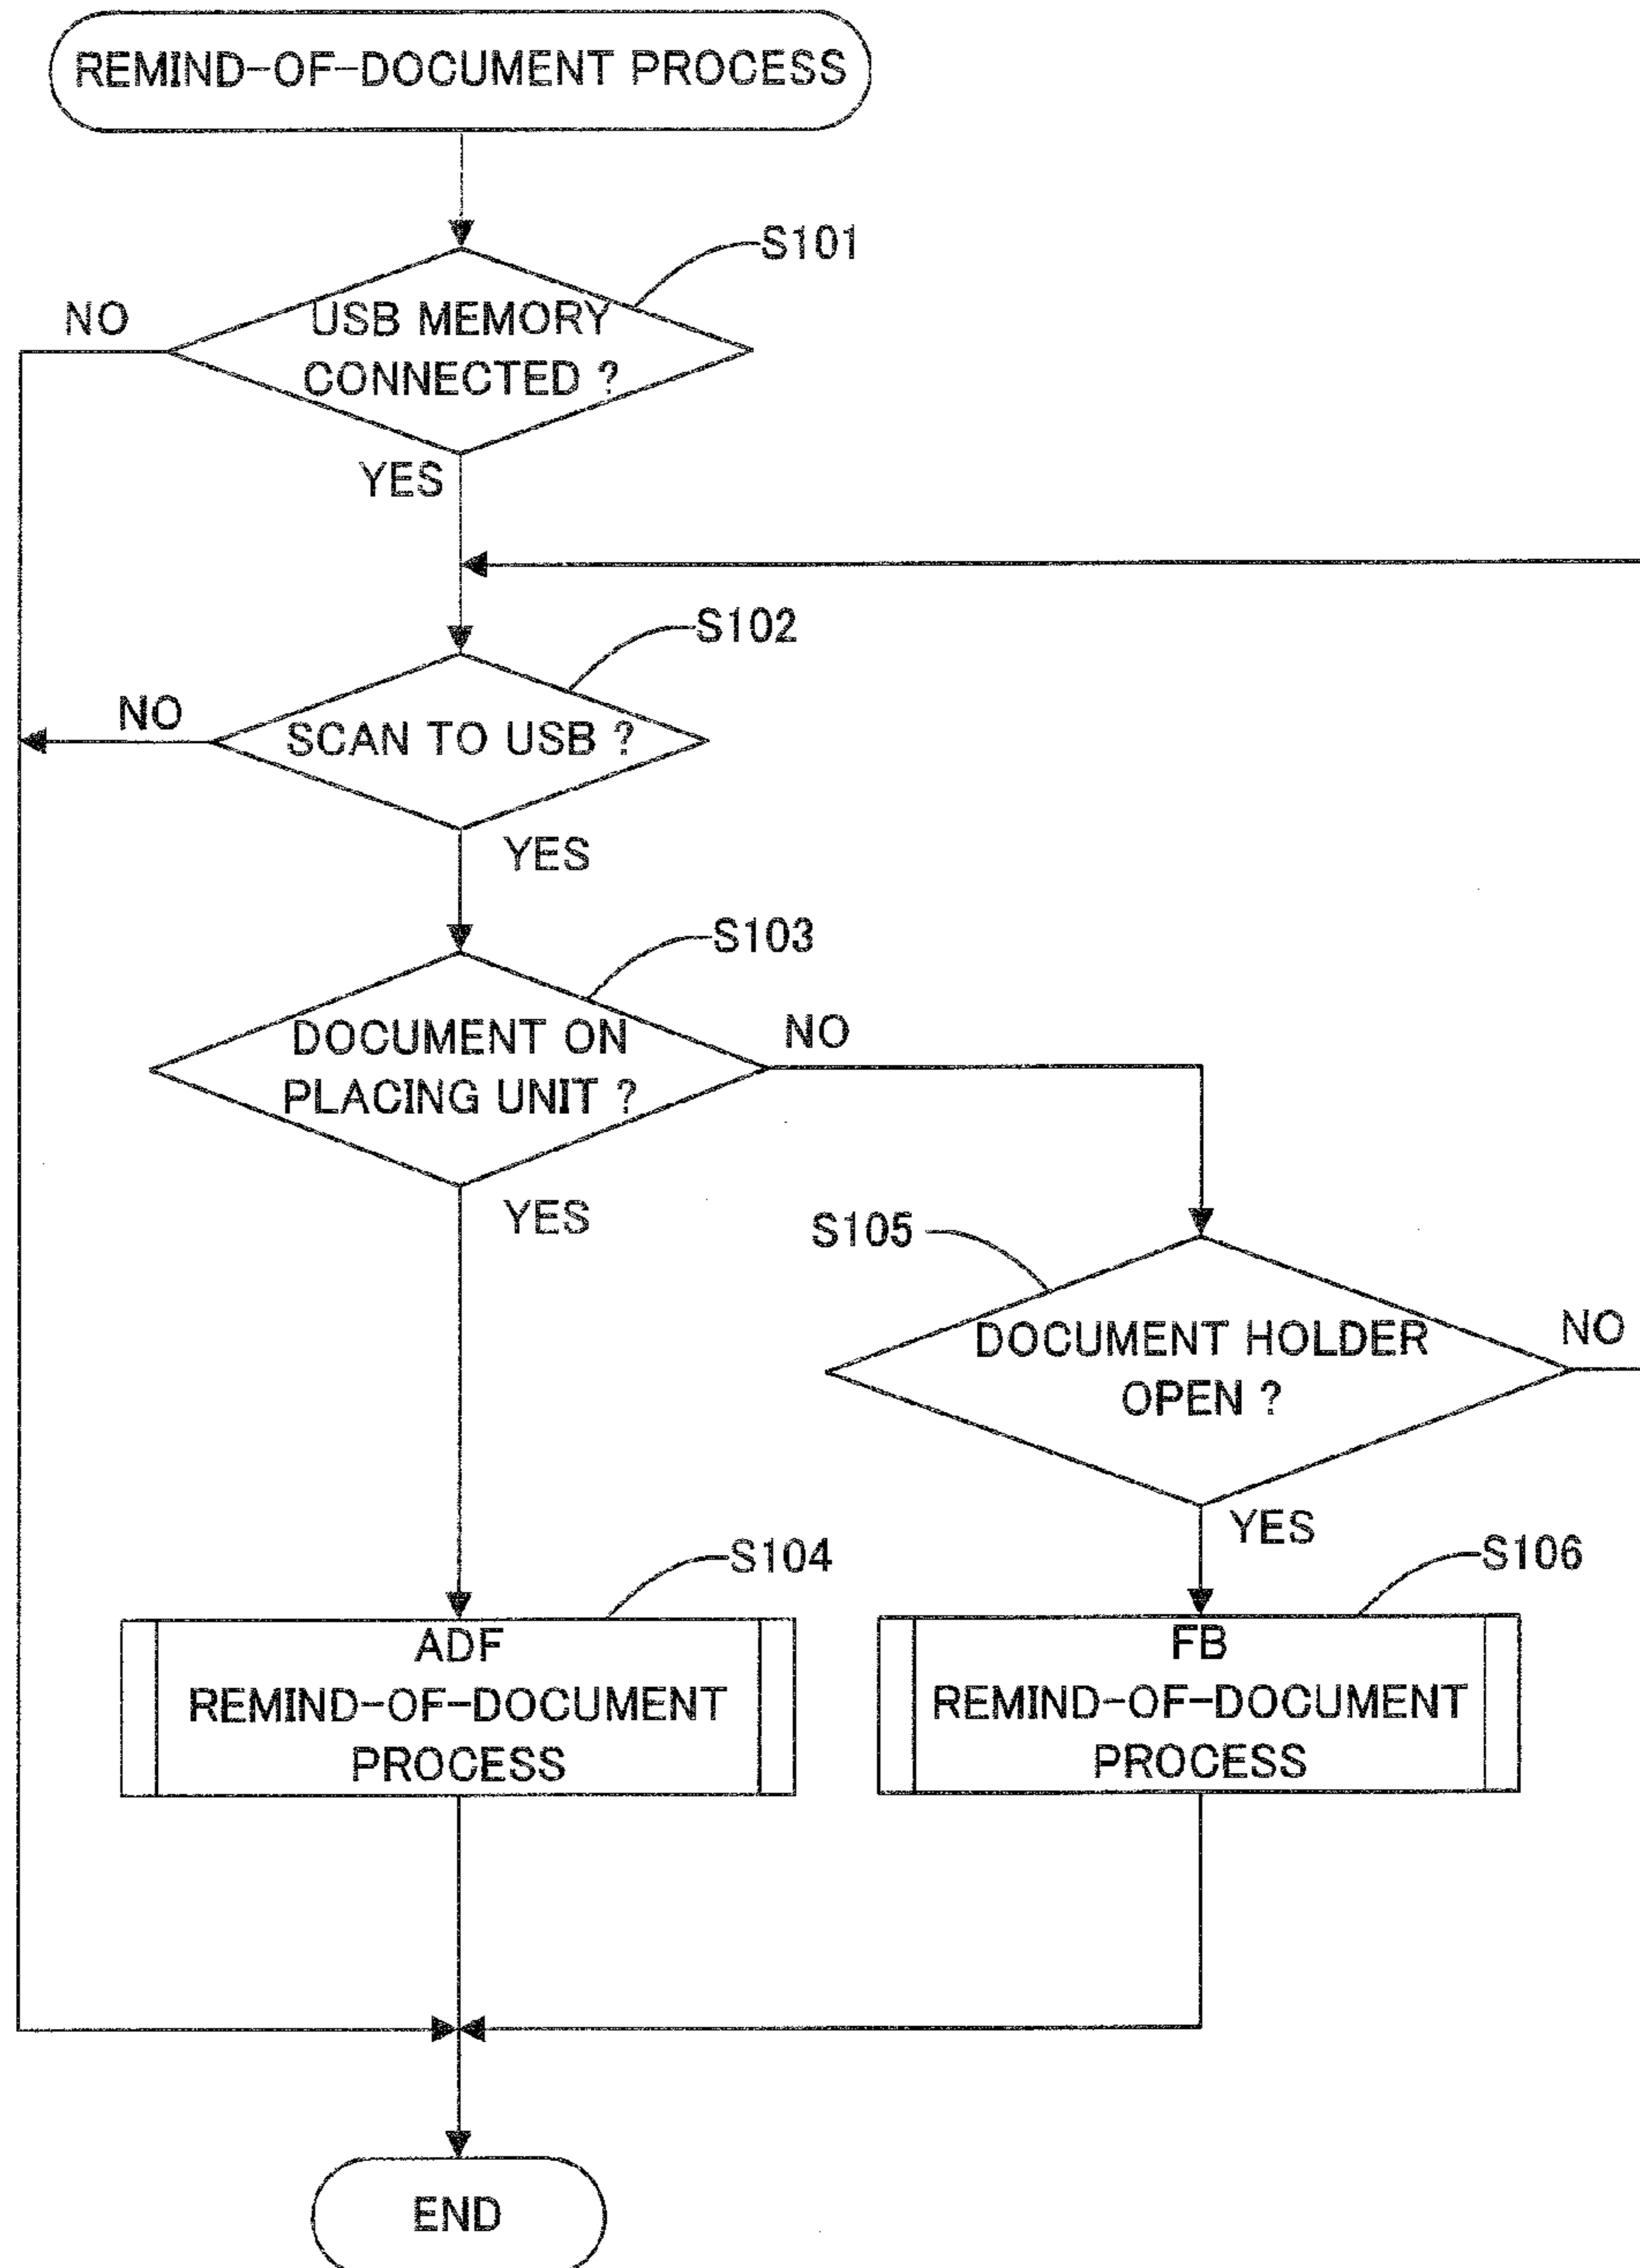 REMIND-OF-DOCUMENT PROCESS
S101
NO
USB MEMORY
CONNECTED ?
YES
S102
NO
SCAN TO USB ?
YES
S103
DOCUMENT ON
PLACING UNIT ?
NO
YES
S105
DOCUMENT HOLDER
OPEN ?
NO
YES
S104
S106
ADF
REMIND-OF-DOCUMENT
PROCESS
FB
REMIND-OF-DOCUMENT
PROCESS
END